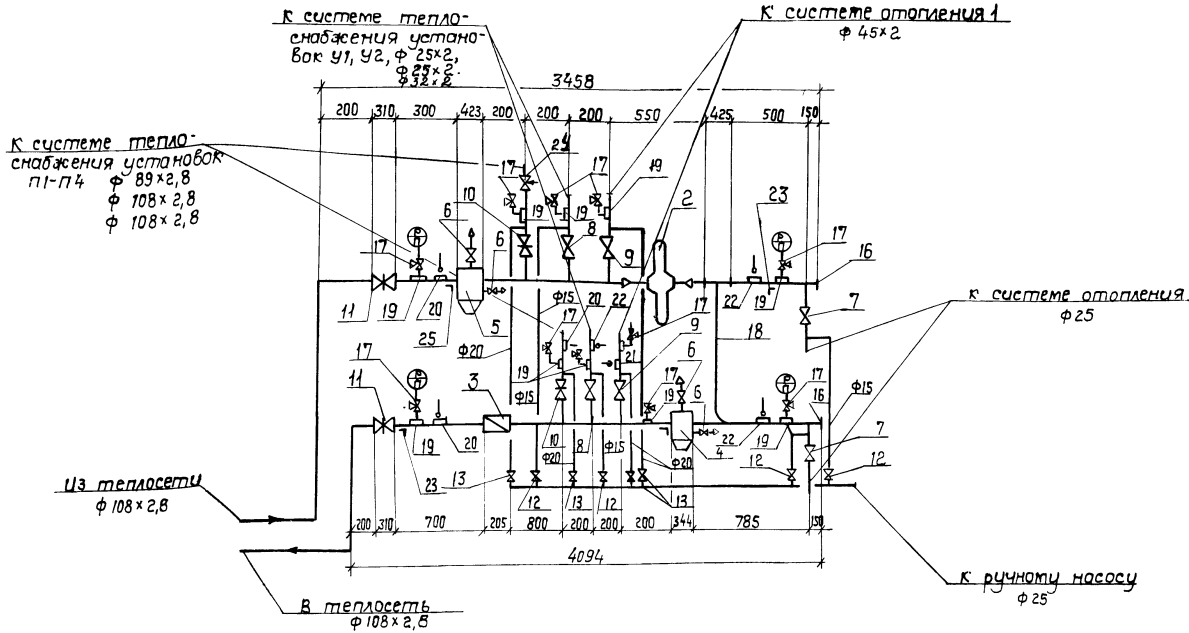 к системе тепло-
снабжения устано-
вок У1, У2, ф 25×2,
ф 25×2.
ф 32×2
к системе отопления 1
ф 45×2
3458
200 310 300 423 200 200 200 550 425 500 150
к системе тепло-
снабжения установок
П1-П4 ф 89×2,8
ф 108×2,8
ф 108×2,8
17 24 17 19 2 23
10 19 19 8 9
6 6 17 17 16
11 19 20 25 5 22 19 7
ф15 20 22 17 18
17 9 6
ф20 19 ф15 21
к системе отопления
ф 25
17 11 3 17 19 6 17 16 ф15
19 20 10 8 ф15 4 22 19 7
ф20 ф20
23 13 12 13 12 13 12 12
из теплосети
ф 108×2,8
200 310 700 205 800 200 200 200 344 785 150
4094
В теплосеть
ф 108×2,8
к ручному насосу
ф 25